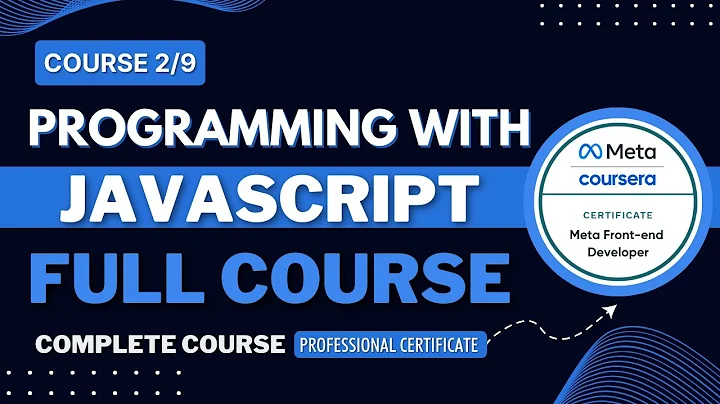 COURSE 2/9
PROGRAMMING WITH
JAVASCRIPT
FULL COURSE
COMPLETE COURSE PROFESSIONAL CERTIFICATE
Meta
coursera
CERTIFICATE
Meta Front-end
Developer